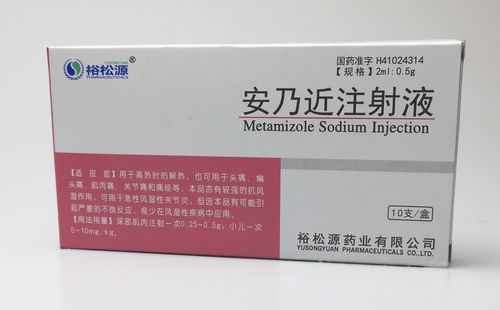 裕松源®
PHARMACEUTICALS
国药准字 H41024314
【规格】2ml:0.5g
安乃近注射液
Metamizole Sodium Injection
【适 应 症】用于高热时的解热，也可用于头痛、偏
头痛、肌肉痛、关节痛和痛经等，本品亦有较强的抗风
湿作用，可用于急性风湿性关节炎，但因本品有可能引
起严重的不良反应，很少在风湿性疾病中应用。
【用法用量】深部肌肉注射一次0.25~0.5g；小儿一次
5~10mg/kg。
10支/盒
裕松源药业有限公司
YUSONGYUAN PHARMACEUTICALS CO.,LTD.